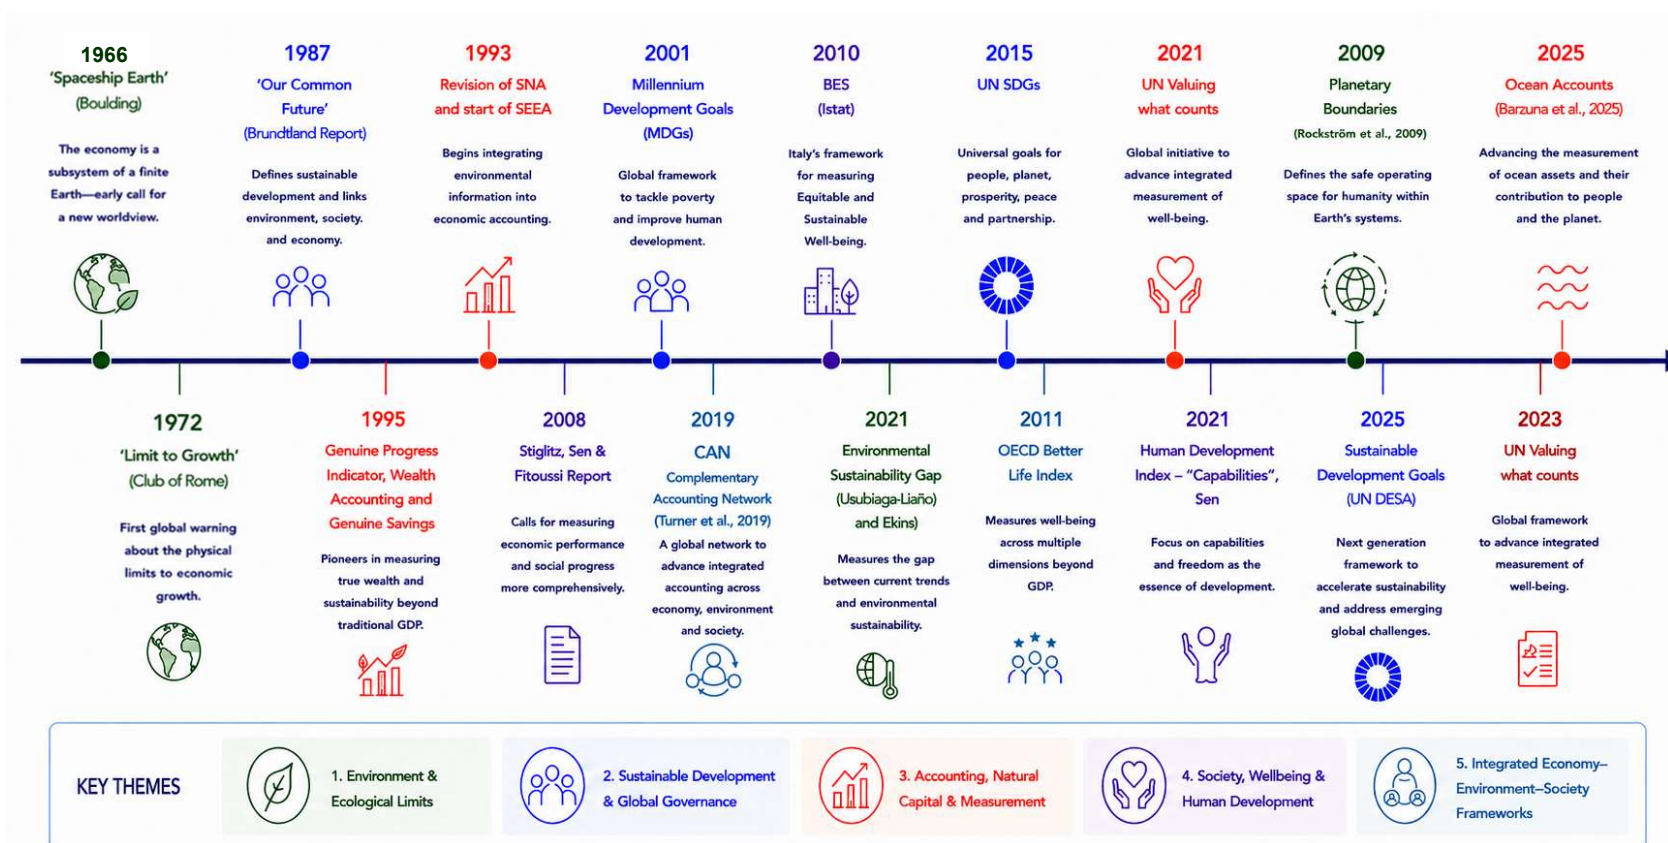 1966
'Spaceship Earth'
(Boulding)
The economy is a
subsystem of a finite
Earth—early call for
a new worldview.
1987
'Our Common
Future'
(Brundtland Report)
Defines sustainable
development and links
environment, society.
and economy.
1993
Revision of SNA
and start of SEEA
Begins integrating
environmental
information into
economic accounting.
2001
Millennium
Development Goals
(MDGs)
Global framework
to tackle poverty
and improve human
development.
2010
BES
(Istat)
Italy's framework
for measuring
Equitable and
Sustainable
Well-being.
2015
UN SDGs
Universal goals for
people, planet,
prosperity, peace
and partnership.
2021
UN Valuing
what counts
Global initiative to
advance integrated
measurement of
well-being.
2009
Planetary
Boundaries
(Rockström et al., 2009)
Defines the safe operating
space for humanity within
Earth's systems.
2025
Ocean Accounts
(Barzuna et al., 2025)
Advancing the measurement
of ocean assets and their
contribution to people
and the planet.
1972
'Limit to Growth'
(Club of Rome)
First global warning
about the physical
limits to economic
growth.
1995
Genuine Progress
Indicator, Wealth
Accounting and
Genuine Savings
Pioneers in measuring
true wealth and
sustainability beyond
traditional GDP.
2008
Stiglitz, Sen &
Fitoussi Report
Calls for measuring
economic performance
and social progress
more comprehensively.
2019
CAN
Complementary
Accounting Network
(Turner et al., 2019)
A global network to
advance integrated
accounting across
economy, environment
and society.
2021
Environmental
Sustainability Gap
(Usubiaga-Liaño)
and Ekins)
Measures the gap
between current trends
and environmental
sustainability.
2011
OECD Better
Life Index
Measures well-being
across multiple
dimensions beyond
GDP.
2021
Human Development
Index – "Capabilities",
Sen
Focus on capabilities
and freedom as the
essence of development.
2025
Sustainable
Development Goals
(UN DESA)
Next generation
framework to
accelerate sustainability
and address emerging
global challenges.
2023
UN Valuing
what counts
Global framework
to advance integrated
measurement of
well-being.
KEY THEMES
1. Environment &
Ecological Limits
2. Sustainable Development
& Global Governance
3. Accounting, Natural
Capital & Measurement
4. Society, Wellbeing &
Human Development
5. Integrated Economy–
Environment–Society
Frameworks